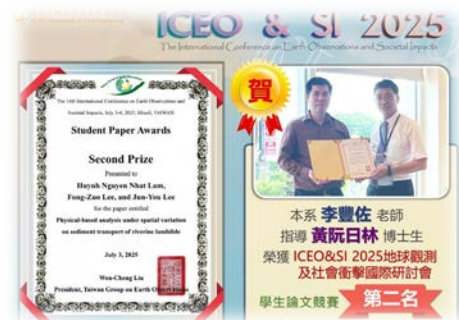 ICEO & SI 2025
The International Conference on Earth Observations and Societal Impacts
The 14th International Conference on Earth Observations and
Societal Impacts, July 3-6, 2025, Miaoli, TAIWAN
Student Paper Awards
Second Prize
Presented to
Huynh Nguyen Nhat Lam,
Fong-Zuo Lee, and Jun-You Lee
for the paper entitled
Physical-based analysis under spatial variation
on sediment transport of riverine landslide
July 3, 2025
Wen-Cheng Liu
President, Taiwan Group on Earth
賀
本系 李豐佐 老師
指導 黃阮日林 博士生
榮獲 ICEO&SI 2025地球觀測
及社會衝擊國際研討會
學生論文競賽 第二名